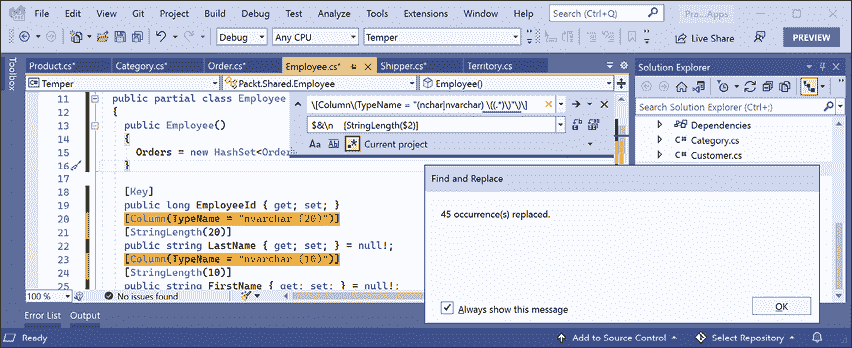 File Edit View Git Project Build Debug Test Analyze Tools Extensions Window Help Search (Ctrl+Q) Pro...Apps
Debug Any CPU Temper Live Share PREVIEW
Toolbox
Product.cs* Category.cs* Order.cs* Employee.cs* Shipper.cs* Territory.cs*
Temper Packt.Shared.Employee Employee()
11 public partial class Employee
12 {
13 public Employee()
14 {
15 Orders = new HashSet<Order
16 }
17
18 [Key]
19 public long EmployeeId { get; set; }
20 [Column(TypeName = "nvarchar (20)")]
21 [StringLength(20)]
22 public string LastName { get; set; } = null!;
23 [Column(TypeName = "nvarchar (10)")]
24 [StringLength(10)]
25 public string FirstName { get; set; } = null!;
\[Column\(TypeName = "(nchar|nvarchar) \((.*)\)"\)\]
$&\n    [StringLength($2)]
Aa Ab .* Current project
100 % No issues found
Solution Explorer
Search Solution Explorer (Ctrl+;)
Dependencies
Category.cs
Customer.cs
Find and Replace
45 occurrence(s) replaced.
Always show this message
OK
Error List Output
Ready Add to Source Control Select Repository